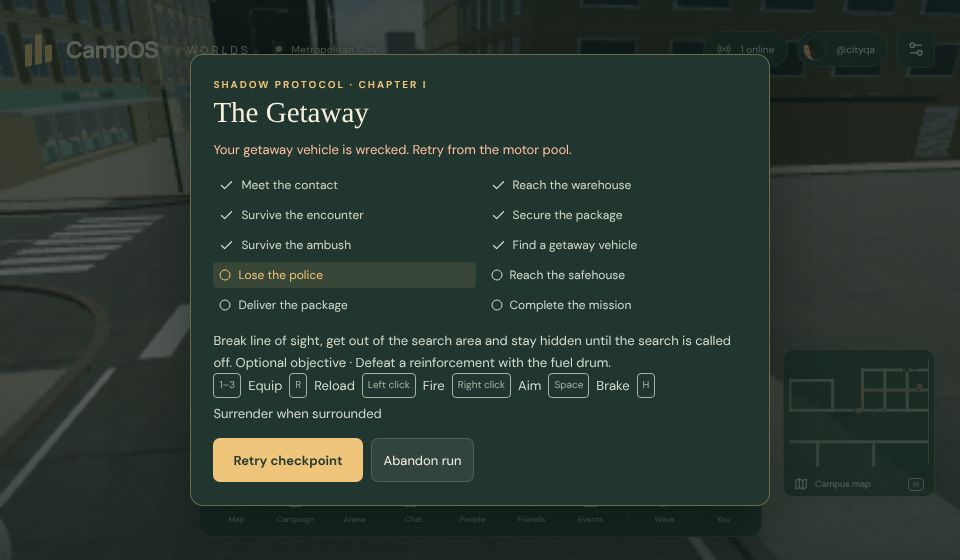 CampOS WORLDS Metropolitan City 1 online @cityqa
SHADOW PROTOCOL · CHAPTER I
The Getaway
Your getaway vehicle is wrecked. Retry from the motor pool.
Meet the contact Reach the warehouse
Survive the encounter Secure the package
Survive the ambush Find a getaway vehicle
Lose the police Reach the safehouse
Deliver the package Complete the mission
Break line of sight, get out of the search area and stay hidden until the search is called
off. Optional objective · Defeat a reinforcement with the fuel drum.
1–3 Equip R Reload Left click Fire Right click Aim Space Brake H
Surrender when surrounded
Retry checkpoint Abandon run
Campus map M
Map Campaign Arena Chat People Friends Events Wave You